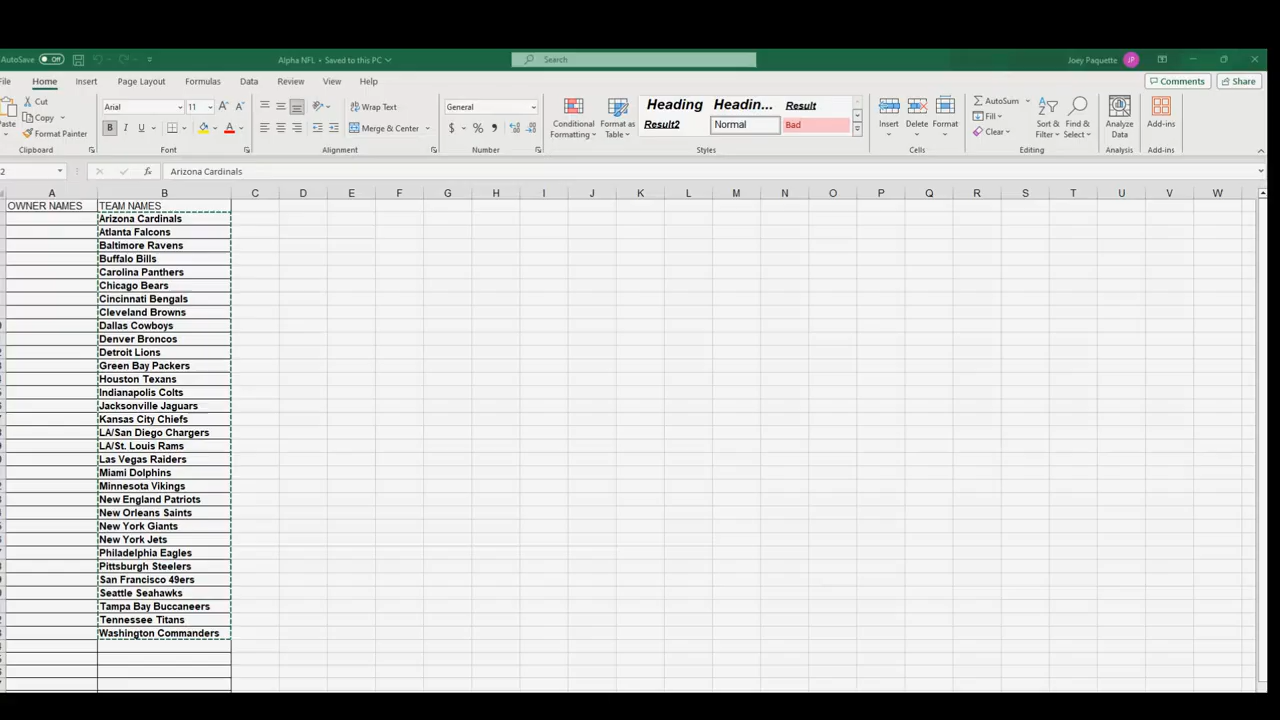 AutoSave Off Alpha NFL • Saved to this PC Search Joey Paquette JP
File Home Insert Page Layout Formulas Data Review View Help Comments Share
Cut
Copy
Format Painter
Arial 11
Wrap Text
Merge & Center
General
Conditional Formatting
Format as Table
Heading Headin... Result
Result2 Normal Bad
Insert Delete Format
AutoSum
Fill
Clear
Sort & Filter
Find & Select
Analyze Data
Add-ins
Clipboard Font Alignment Number Styles Cells Editing Analysis Add-ins
2 fx Arizona Cardinals
A B C D E F G H I J K L M N O P Q R S T U V W
OWNER NAMES TEAM NAMES
Arizona Cardinals
Atlanta Falcons
Baltimore Ravens
Buffalo Bills
Carolina Panthers
Chicago Bears
Cincinnati Bengals
Cleveland Browns
Dallas Cowboys
Denver Broncos
Detroit Lions
Green Bay Packers
Houston Texans
Indianapolis Colts
Jacksonville Jaguars
Kansas City Chiefs
LA/San Diego Chargers
LA/St. Louis Rams
Las Vegas Raiders
Miami Dolphins
Minnesota Vikings
New England Patriots
New Orleans Saints
New York Giants
New York Jets
Philadelphia Eagles
Pittsburgh Steelers
San Francisco 49ers
Seattle Seahawks
Tampa Bay Buccaneers
Tennessee Titans
Washington Commanders